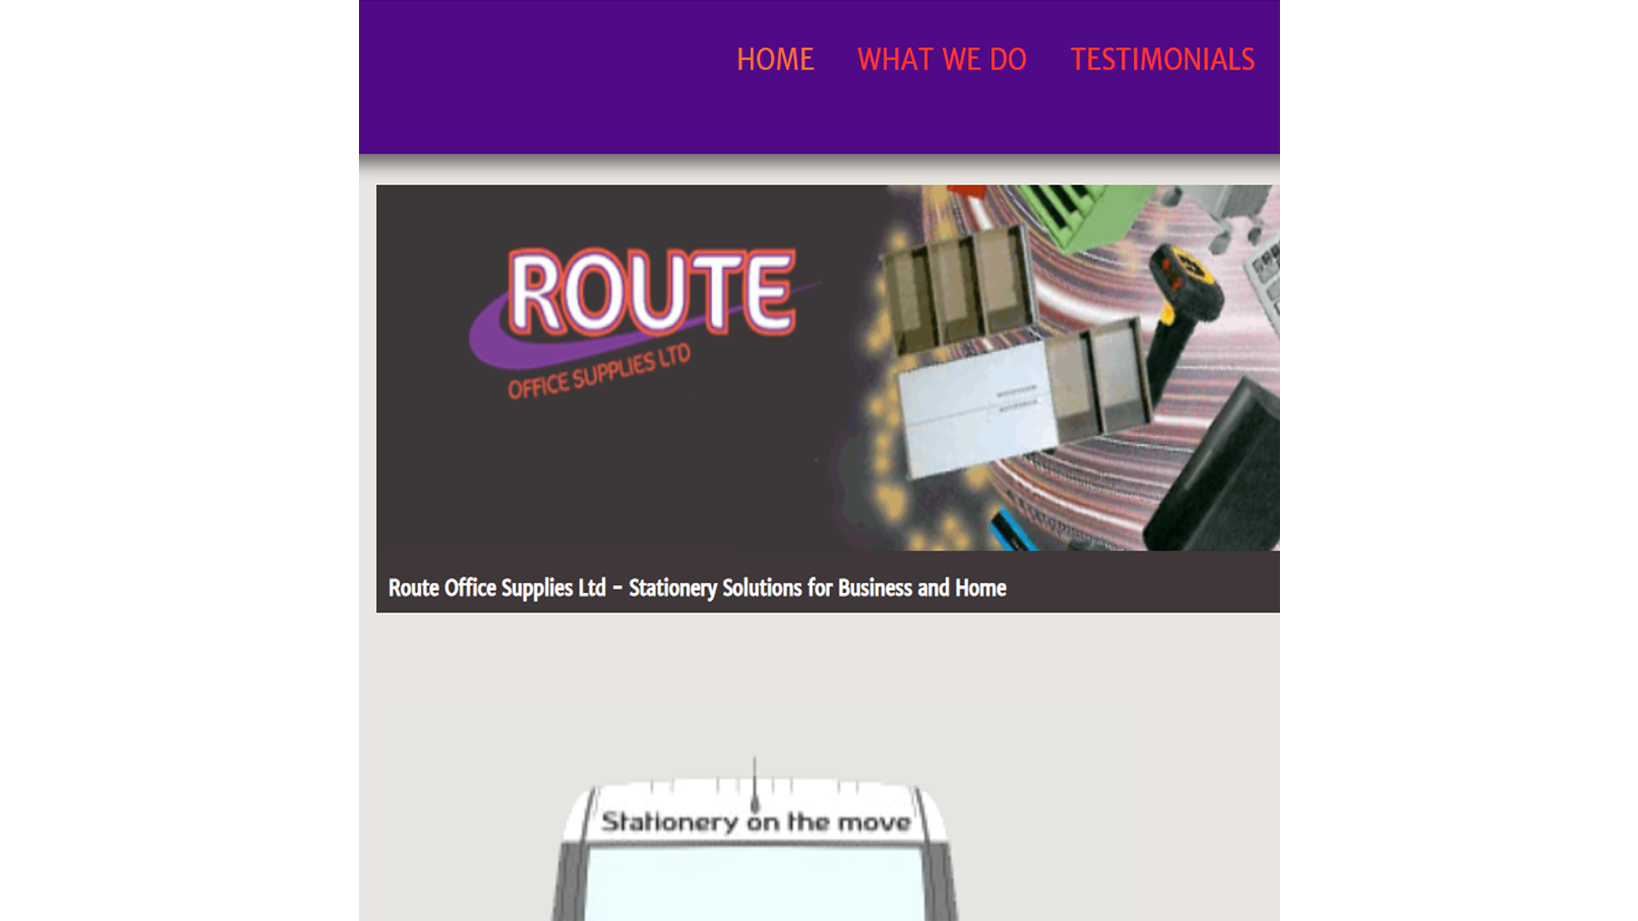 HOME WHAT WE DO TESTIMONIALS
ROUTE
OFFICE SUPPLIES LTD
Route Office Supplies Ltd - Stationery Solutions for Business and Home
Stationery on the move